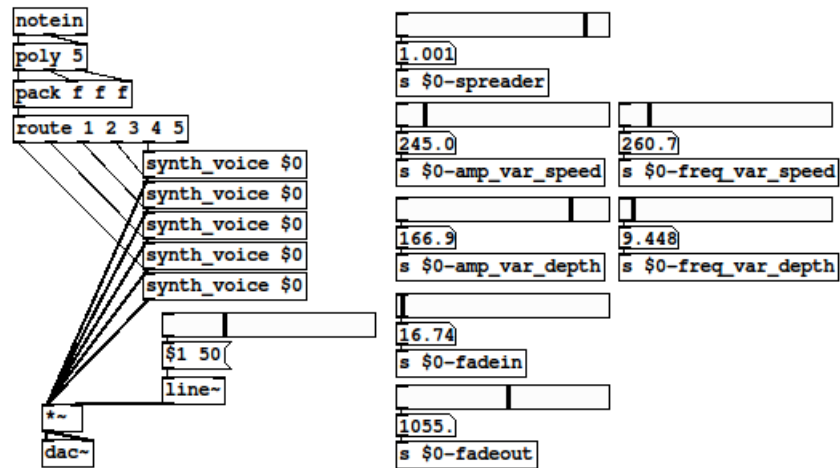 notein
poly 5
pack f f f
route 1 2 3 4 5
synth_voice $0
synth_voice $0
synth_voice $0
synth_voice $0
synth_voice $0
$1 50
line~
*~
dac~
1.001
s $0-spreader
245.0
s $0-amp_var_speed
260.7
s $0-freq_var_speed
166.9
s $0-amp_var_depth
9.448
s $0-freq_var_depth
16.74
s $0-fadein
1055.
s $0-fadeout